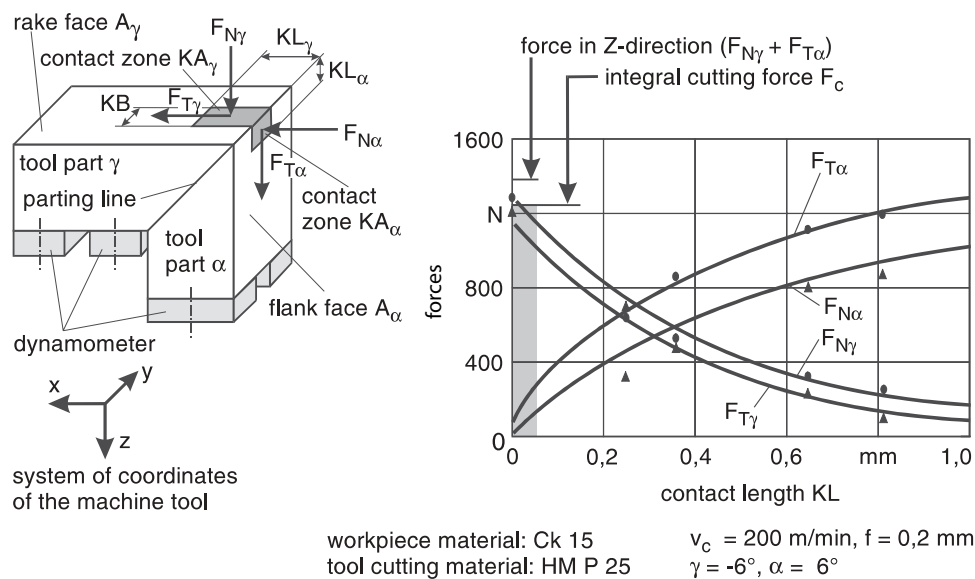 rake face Aγ
contact zone KAγ
FNγ
KLγ
KLα
KB
FTγ
FNα
FTα
tool part γ
parting line
contact
zone KAα
tool
part α
flank face Aα
dynamometer
x
y
z
system of coordinates
of the machine tool
force in Z-direction (FNγ + FTα)
integral cutting force Fc
1600
N
800
400
0
forces
FTα
FNα
FNγ
FTγ
0 0,2 0,4 0,6 mm 1,0
contact length KL
workpiece material: Ck 15
tool cutting material: HM P 25
vc = 200 m/min, f = 0,2 mm
γ = -6°, α = 6°